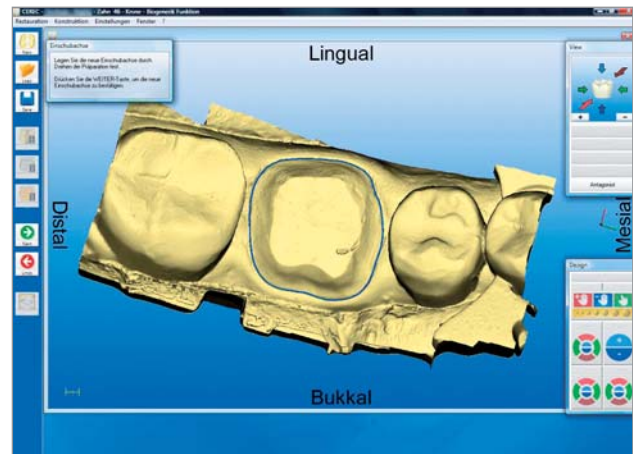 CEREC
Zahn 46 - Krone - Biogenerik Funktion
Restauration Konstruktion Einstellungen Fenster ?
Einschubachse
Legen Sie die neue Einschubachse durch
Drehen der Präparation fest.
Drücken Sie die WEITER-Taste, um die neue
Einschubachse zu bestätigen.
Lingual
View
+ -
Antagonist
Distal
Mesial
Design
Bukkal